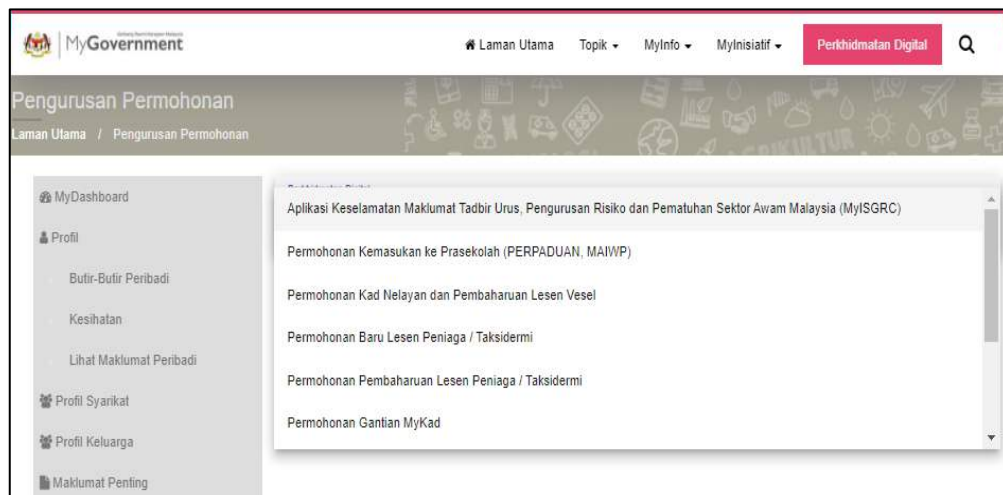 MyGovernment
Laman Utama
Topik
MyInfo
MyInisiatif
Perkhidmatan Digital
Pengurusan Permohonan
Laman Utama / Pengurusan Permohonan
AGRIKULTUR
MyDashboard
Profil
Butir-Butir Peribadi
Kesihatan
Lihat Maklumat Peribadi
Profil Syarikat
Profil Keluarga
Maklumat Penting
Aplikasi Keselamatan Maklumat Tadbir Urus, Pengurusan Risiko dan Pematuhan Sektor Awam Malaysia (MyISGRC)
Permohonan Kemasukan ke Prasekolah (PERPADUAN, MAIWP)
Permohonan Kad Nelayan dan Pembaharuan Lesen Vesel
Permohonan Baru Lesen Peniaga / Taksidermi
Permohonan Pembaharuan Lesen Peniaga / Taksidermi
Permohonan Gantian MyKad